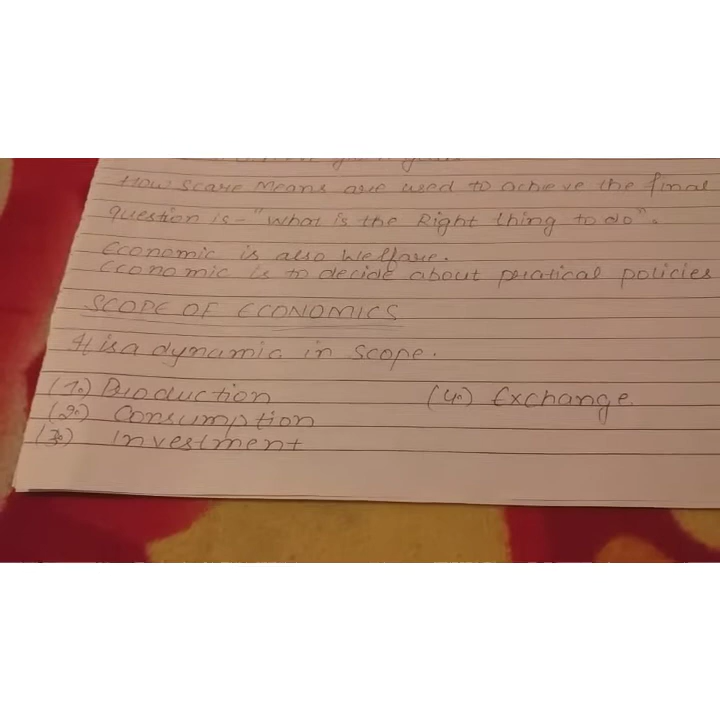 How scare Means are used to achieve the final
question is - "What is the Right thing to do".
Economic is also Welfare.
Economic is to decide about pratical policies
SCOPE OF ECONOMICS
It is a dynamic in scope.
(1.) Production
(4.) Exchange.
(2.) Consumption
(3.) Investment